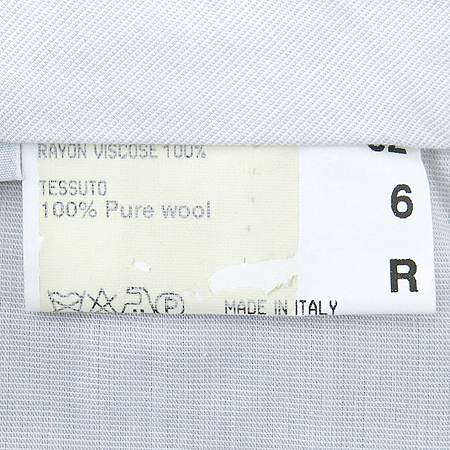 RAYON VISCOSE 100%
TESSUTO
100% Pure wool
6
R
P
MADE IN ITALY